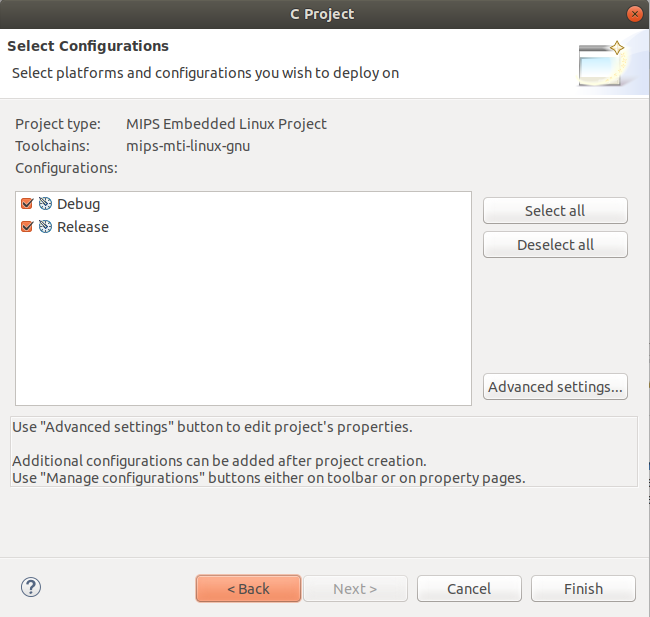 C Project
Select Configurations
Select platforms and configurations you wish to deploy on
Project type: MIPS Embedded Linux Project
Toolchains: mips-mti-linux-gnu
Configurations:
Debug
Release
Select all
Deselect all
Advanced settings...
Use "Advanced settings" button to edit project's properties.
Additional configurations can be added after project creation.
Use "Manage configurations" buttons either on toolbar or on property pages.
?
< Back
Next >
Cancel
Finish